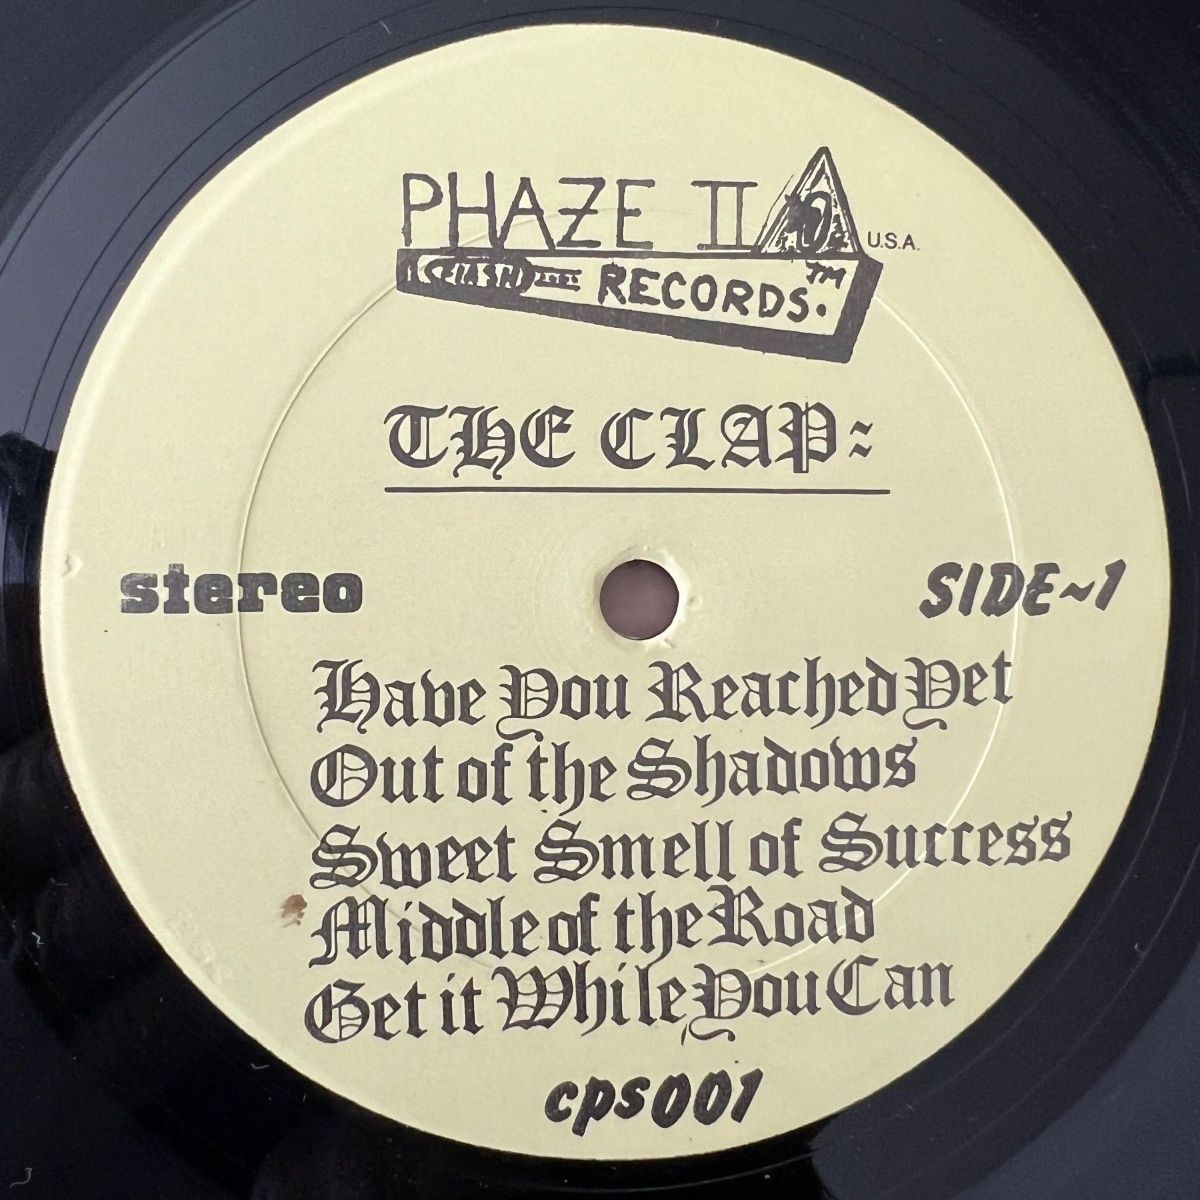 PHAZE II
U.S.A.
RECORDS.™
THE CLAP:
stereo
SIDE~1
Have You Reached Yet
Out of the Shadows
Sweet Smell of Success
Middle of the Road
Get it While You Can
cps001